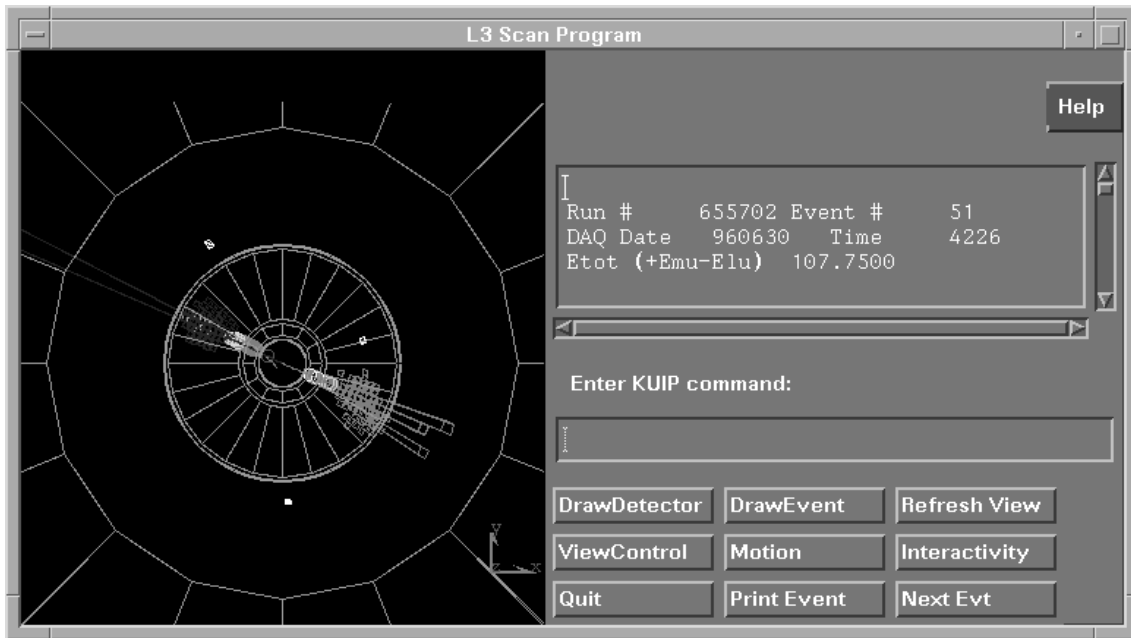 L3 Scan Program
Help
Run # 655702 Event # 51
DAQ Date 960630 Time 4226
Etot (+Emu-Elu) 107.7500
Enter KUIP command:
DrawDetector DrawEvent Refresh View
ViewControl Motion Interactivity
Quit Print Event Next Evt
Y
Z X